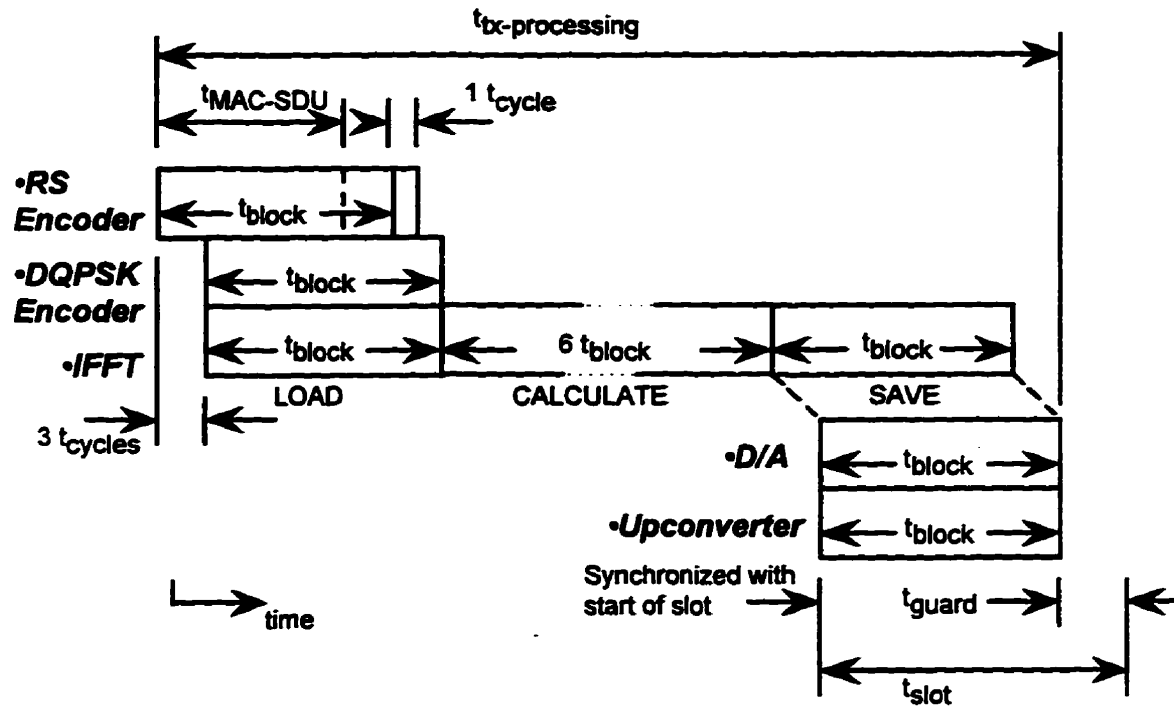 ttx-processing
tMAC-SDU
1 tcycle
•RS
Encoder
tblock
•DQPSK
Encoder
tblock
•IFFT
tblock
6 tblock
tblock
LOAD
CALCULATE
SAVE
3 tcycles
•D/A
tblock
•Upconverter
tblock
Synchronized with
start of slot
tguard
time
tslot